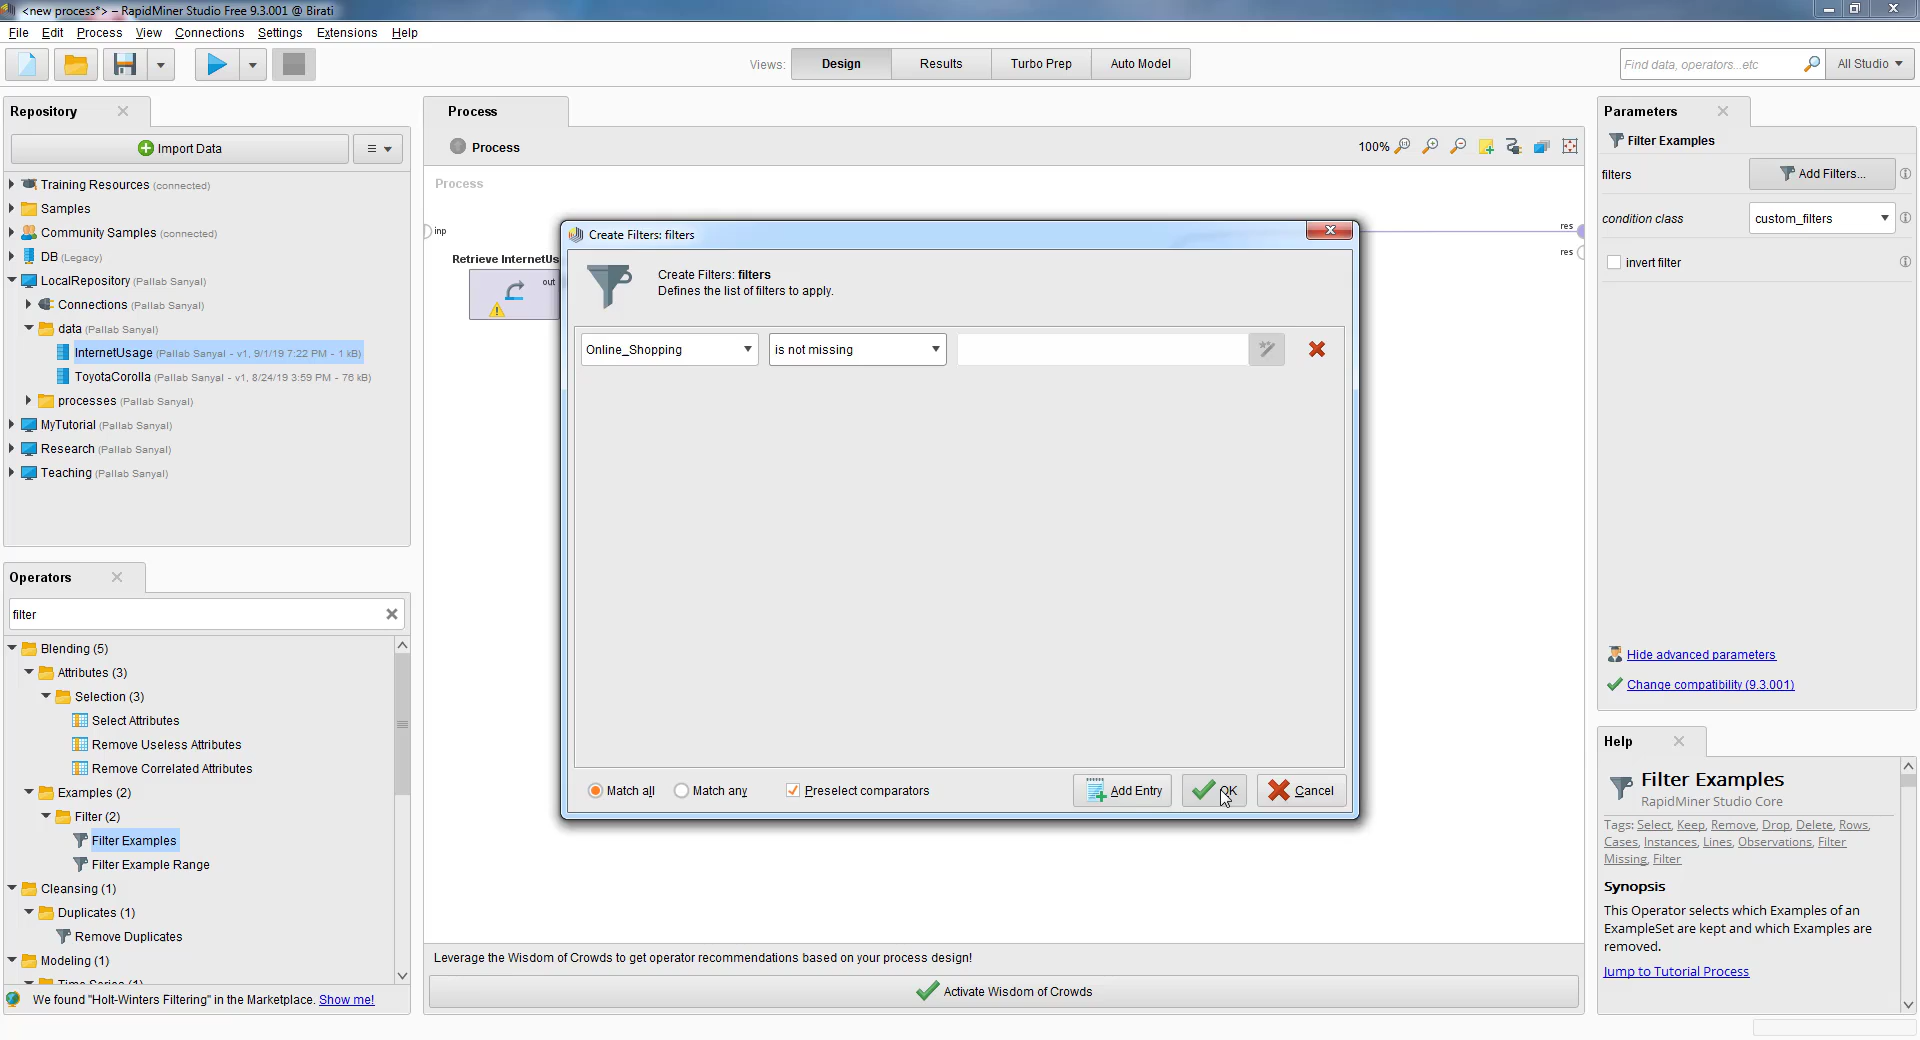 <new process*> – RapidMiner Studio Free 9.3.001 @ Birati
File Edit Process View Connections Settings Extensions Help
Views: Design Results Turbo Prep Auto Model
Find data, operators...etc All Studio
Repository
Import Data
Training Resources (connected)
Samples
Community Samples (connected)
DB (Legacy)
LocalRepository (Pallab Sanyal)
Connections (Pallab Sanyal)
data (Pallab Sanyal)
InternetUsage (Pallab Sanyal - v1, 9/1/19 7:22 PM - 1 kB)
ToyotaCorolla (Pallab Sanyal - v1, 8/24/19 3:59 PM - 76 kB)
processes (Pallab Sanyal)
MyTutorial (Pallab Sanyal)
Research (Pallab Sanyal)
Teaching (Pallab Sanyal)
Operators
filter
Blending (5)
Attributes (3)
Selection (3)
Select Attributes
Remove Useless Attributes
Remove Correlated Attributes
Examples (2)
Filter (2)
Filter Examples
Filter Example Range
Cleansing (1)
Duplicates (1)
Remove Duplicates
Modeling (1)
We found "Holt-Winters Filtering" in the Marketplace. Show me!
Process
Process
100%
Process
inp
res
res
Retrieve InternetUs
out
Create Filters: filters
Create Filters: filters
Defines the list of filters to apply.
Online_Shopping is not missing
Match all Match any Preselect comparators Add Entry OK Cancel
Leverage the Wisdom of Crowds to get operator recommendations based on your process design!
Activate Wisdom of Crowds
Parameters
Filter Examples
filters Add Filters...
condition class custom_filters
invert filter
Hide advanced parameters
Change compatibility (9.3.001)
Help
Filter Examples
RapidMiner Studio Core
Tags: Select, Keep, Remove, Drop, Delete, Rows,
Cases, Instances, Lines, Observations, Filter
Missing, Filter
Synopsis
This Operator selects which Examples of an
ExampleSet are kept and which Examples are
removed.
Jump to Tutorial Process